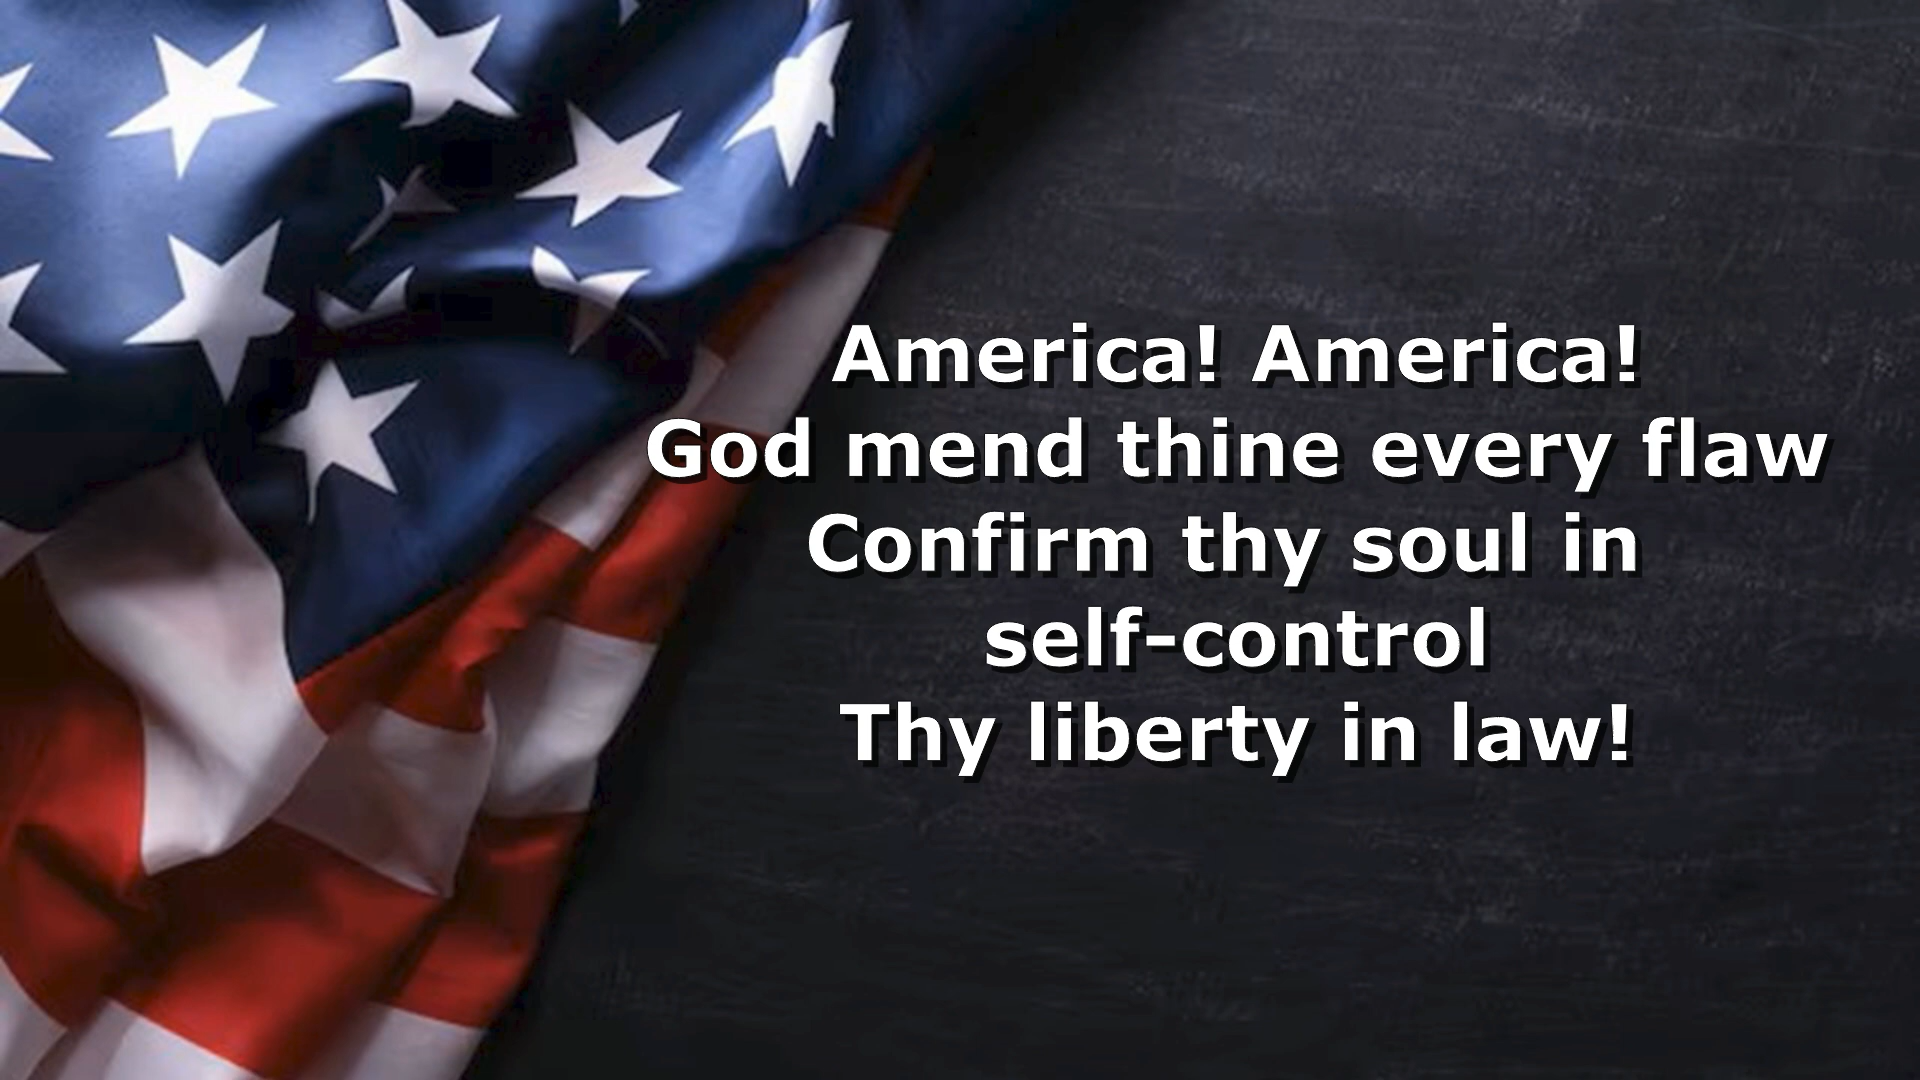 America! America!
God mend thine every flaw
Confirm thy soul in
self-control
Thy liberty in law!